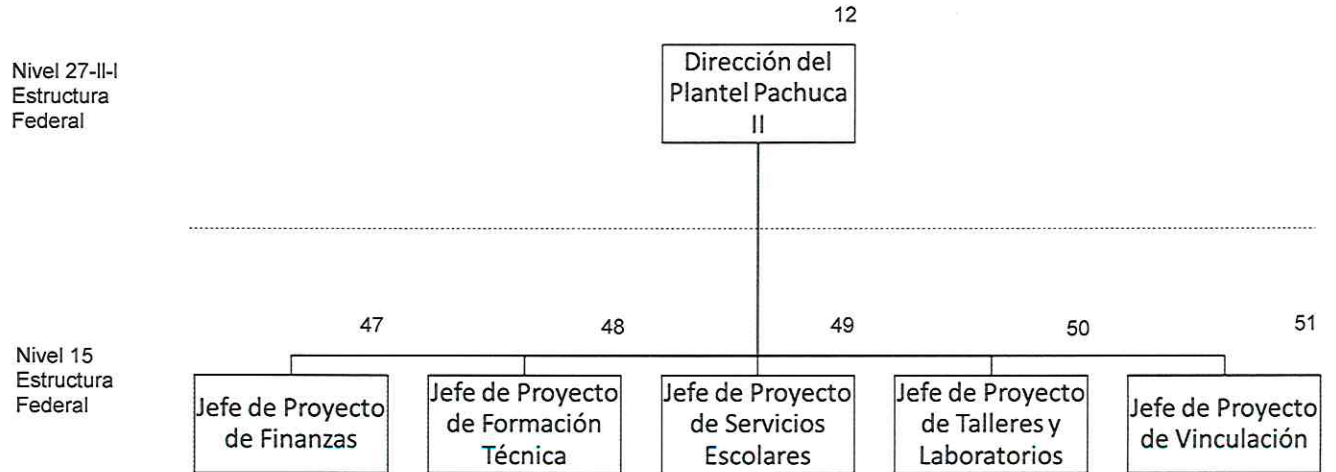 12
Nivel 27-II-I
Estructura
Federal
Dirección del
Plantel Pachuca
II
47
48
49
50
51
Nivel 15
Estructura
Federal
Jefe de Proyecto
de Finanzas
Jefe de Proyecto
de Formación
Técnica
Jefe de Proyecto
de Servicios
Escolares
Jefe de Proyecto
de Talleres y
Laboratorios
Jefe de Proyecto
de Vinculación